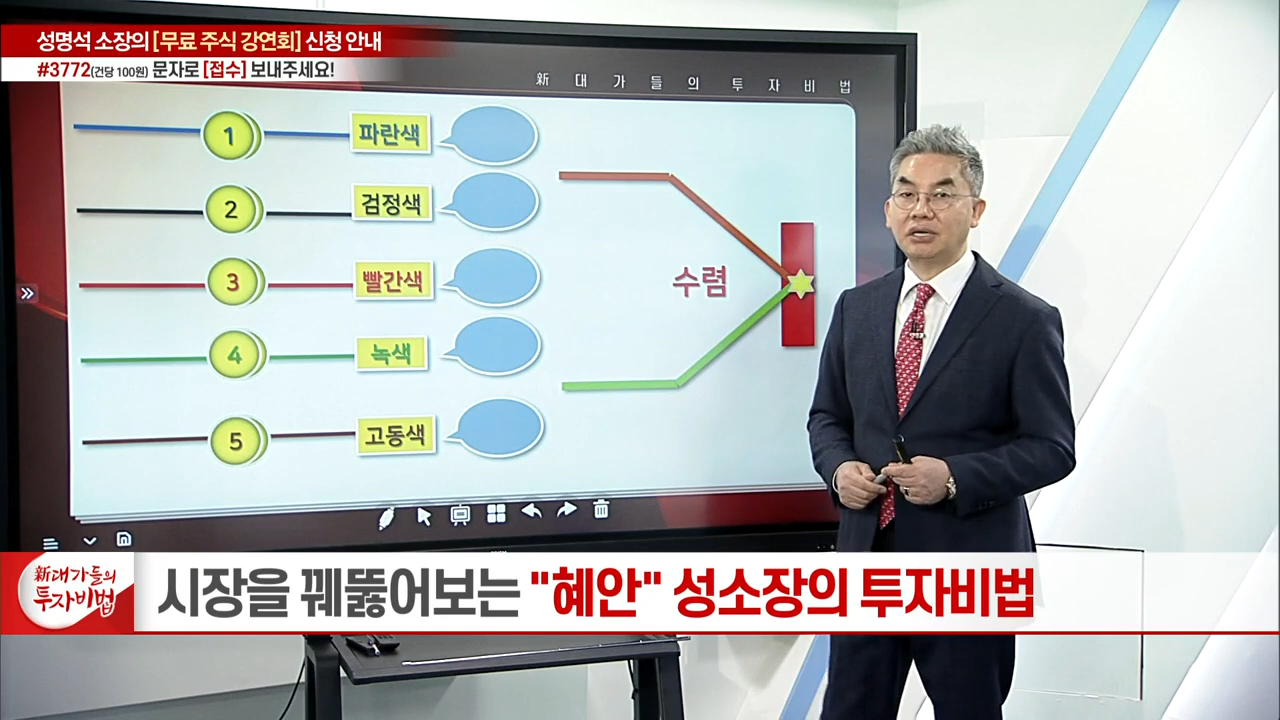 성명석 소장의 [무료 주식 강연회] 신청 안내
#3772(건당 100원) 문자로 [접수] 보내주세요!
新 대 가 들 의 투 자 비 법
1 파란색
2 검정색
3 빨간색
4 녹색
5 고동색
수렴
新대가들의
투자비법
시장을 꿰뚫어보는 "혜안" 성소장의 투자비법